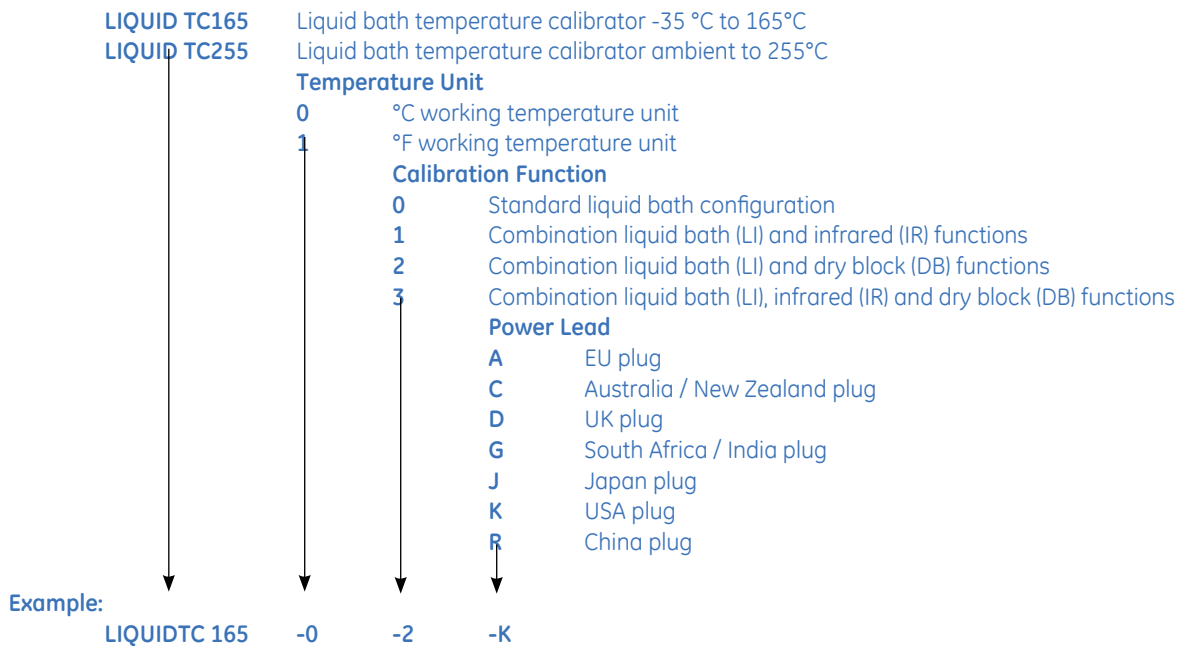 LIQUID TC165 Liquid bath temperature calibrator -35 °C to 165°C
LIQUID TC255 Liquid bath temperature calibrator ambient to 255°C
Temperature Unit
0 °C working temperature unit
1 °F working temperature unit
Calibration Function
0 Standard liquid bath configuration
1 Combination liquid bath (LI) and infrared (IR) functions
2 Combination liquid bath (LI) and dry block (DB) functions
3 Combination liquid bath (LI), infrared (IR) and dry block (DB) functions
Power Lead
A EU plug
C Australia / New Zealand plug
D UK plug
G South Africa / India plug
J Japan plug
K USA plug
R China plug
Example:
LIQUIDTC 165 -0 -2 -K